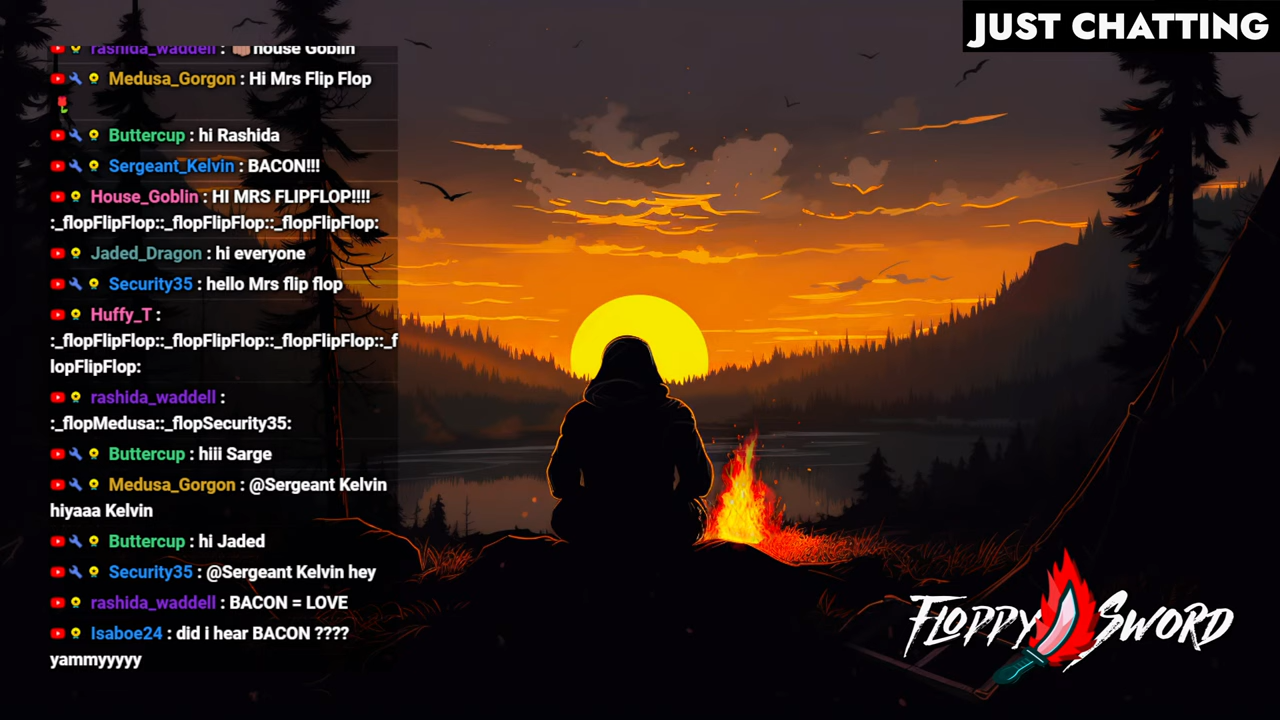 JUST CHATTING
rashida_waddell : house Goblin
Medusa_Gorgon : Hi Mrs Flip Flop
Buttercup : hi Rashida
Sergeant_Kelvin : BACON!!!
House_Goblin : HI MRS FLIPFLOP!!!!
:_flopFlipFlop::_flopFlipFlop::_flopFlipFlop:
Jaded_Dragon : hi everyone
Security35 : hello Mrs flip flop
Huffy_T :
:_flopFlipFlop::_flopFlipFlop::_flopFlipFlop::_f
lopFlipFlop:
rashida_waddell :
:_flopMedusa::_flopSecurity35:
Buttercup : hiii Sarge
Medusa_Gorgon : @Sergeant Kelvin
hiyaaa Kelvin
Buttercup : hi Jaded
Security35 : @Sergeant Kelvin hey
rashida_waddell : BACON = LOVE
Isaboe24 : did i hear BACON ????
yammyyyyy
FLOPPY SWORD